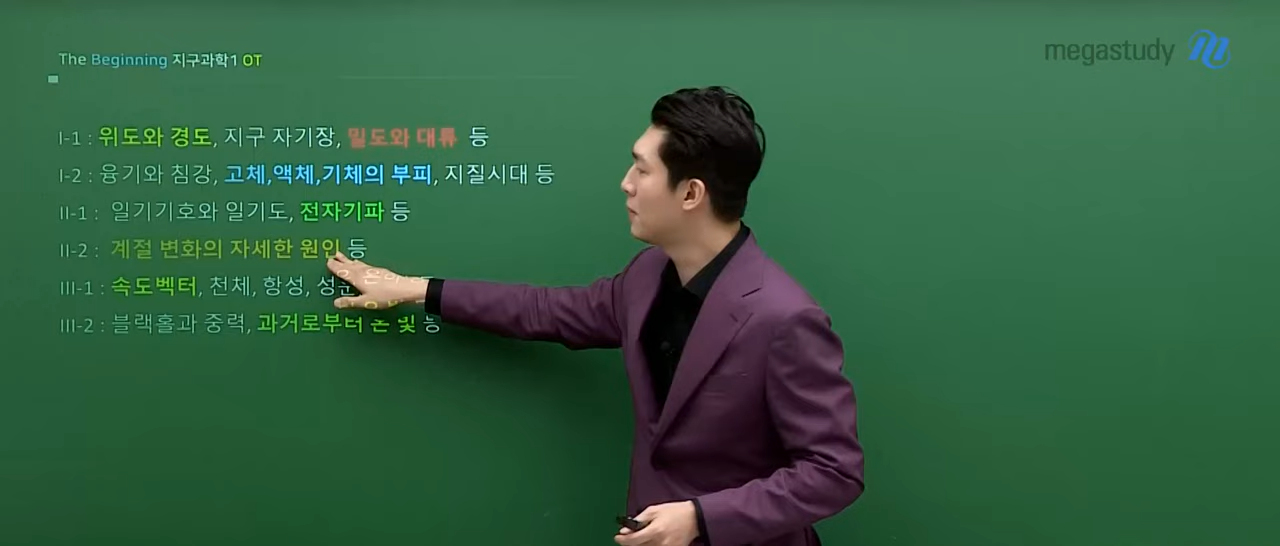 The Beginning 지구과학1 OT
megastudy
I-1 : 위도와 경도, 지구 자기장, 밀도와 대류 등
I-2 : 융기와 침강, 고체,액체,기체의 부피, 지질시대 등
II-1 : 일기기호와 일기도, 전자기파 등
II-2 : 계절 변화의 자세한 원인 등
III-1 : 속도벡터, 천체, 항성, 성운, 은하 등
III-2 : 블랙홀과 중력, 과거로부터 온 빛 등